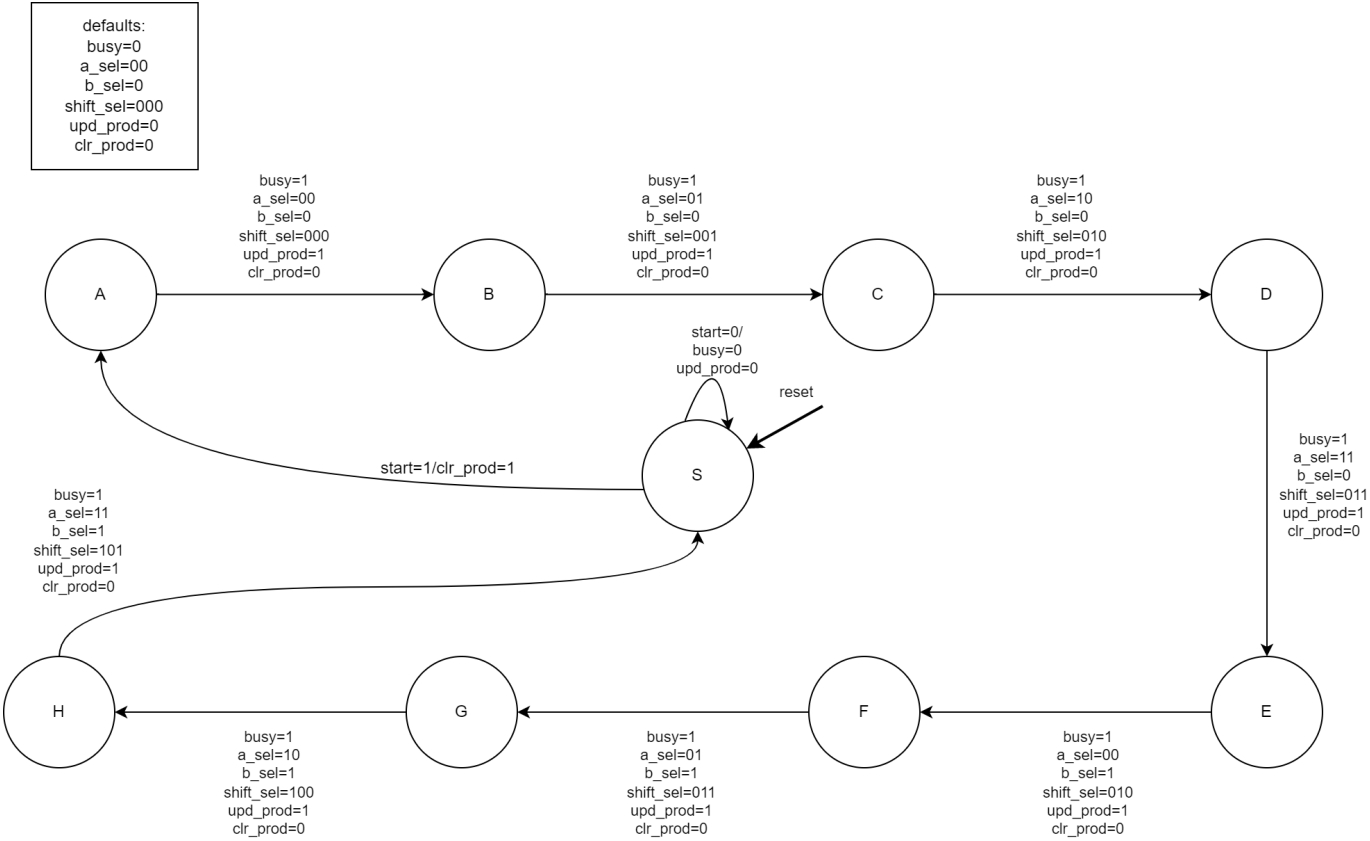 defaults:
busy=0
a_sel=00
b_sel=0
shift_sel=000
upd_prod=0
clr_prod=0
busy=1
a_sel=00
b_sel=0
shift_sel=000
upd_prod=1
clr_prod=0
busy=1
a_sel=01
b_sel=0
shift_sel=001
upd_prod=1
clr_prod=0
busy=1
a_sel=10
b_sel=0
shift_sel=010
upd_prod=1
clr_prod=0
A
B
C
D
start=0/
busy=0
upd_prod=0
reset
S
start=1/clr_prod=1
busy=1
a_sel=11
b_sel=0
shift_sel=011
upd_prod=1
clr_prod=0
busy=1
a_sel=11
b_sel=1
shift_sel=101
upd_prod=1
clr_prod=0
H
G
F
E
busy=1
a_sel=10
b_sel=1
shift_sel=100
upd_prod=1
clr_prod=0
busy=1
a_sel=01
b_sel=1
shift_sel=011
upd_prod=1
clr_prod=0
busy=1
a_sel=00
b_sel=1
shift_sel=010
upd_prod=1
clr_prod=0